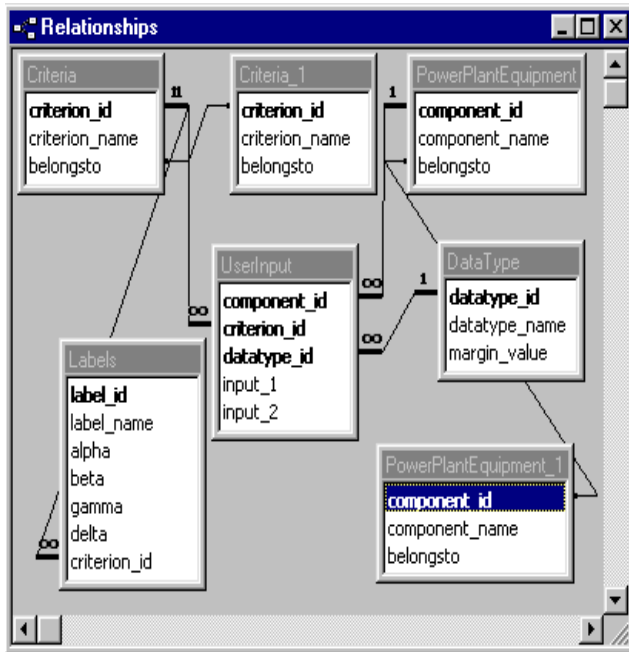 Relationships
Criteria
criterion_id
criterion_name
belongsto
Criteria_1
criterion_id
criterion_name
belongsto
PowerPlantEquipment
component_id
component_name
belongsto
11
1
UserInput
component_id
criterion_id
datatype_id
input_1
input_2
∞
∞
∞
1
DataType
datatype_id
datatype_name
margin_value
Labels
label_id
label_name
alpha
beta
gamma
delta
criterion_id
∞
PowerPlantEquipment_1
component_id
component_name
belongsto